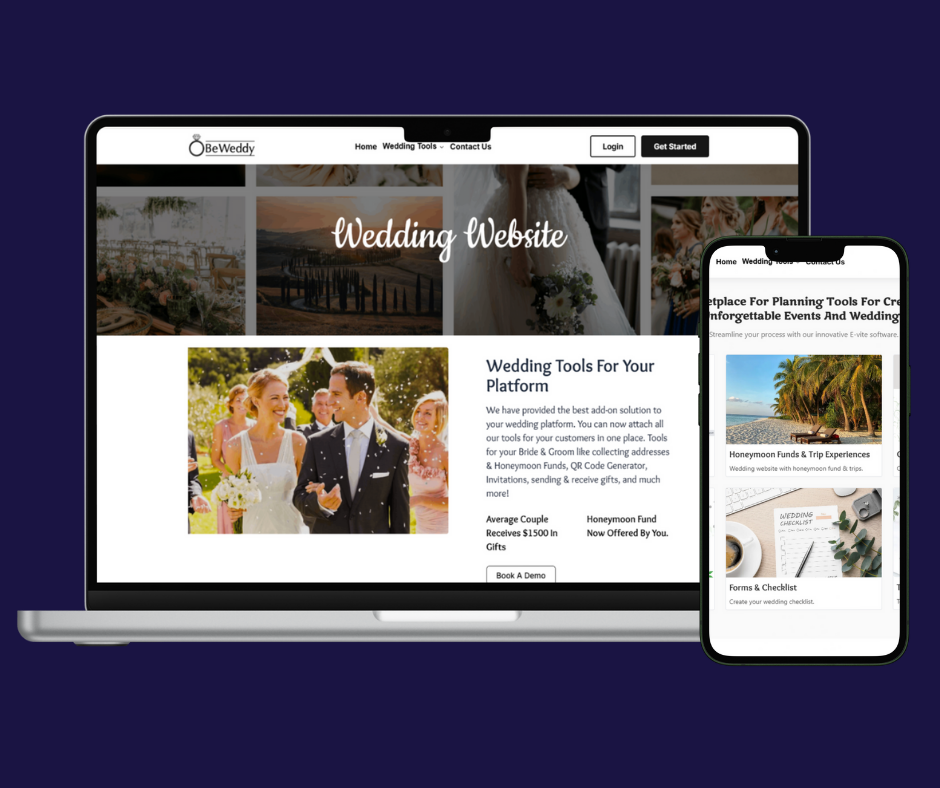 BeWeddy
Home Wedding Tools Contact Us
Login
Get Started
Wedding Website
Wedding Tools For Your
Platform
We have provided the best add-on solution to
your wedding platform. You can now attach all
our tools for your customers in one place. Tools
for your Bride & Groom like collecting addresses
& Honeymoon Funds, QR Code Generator,
Invitations, sending & receive gifts, and much
more!
Average Couple
Receives $1500 In
Gifts
Honeymoon Fund
Now Offered By You.
Book A Demo
Home Wedding Tools Contact Us
etplace For Planning Tools For Cre
nforgettable Events And Wedding
Streamline your process with our innovative E-vite software.
Honeymoon Funds & Trip Experiences
Wedding website with honeymoon fund & trips.
WEDDING
CHECKLIST
Forms & Checklist
Create your wedding checklist.